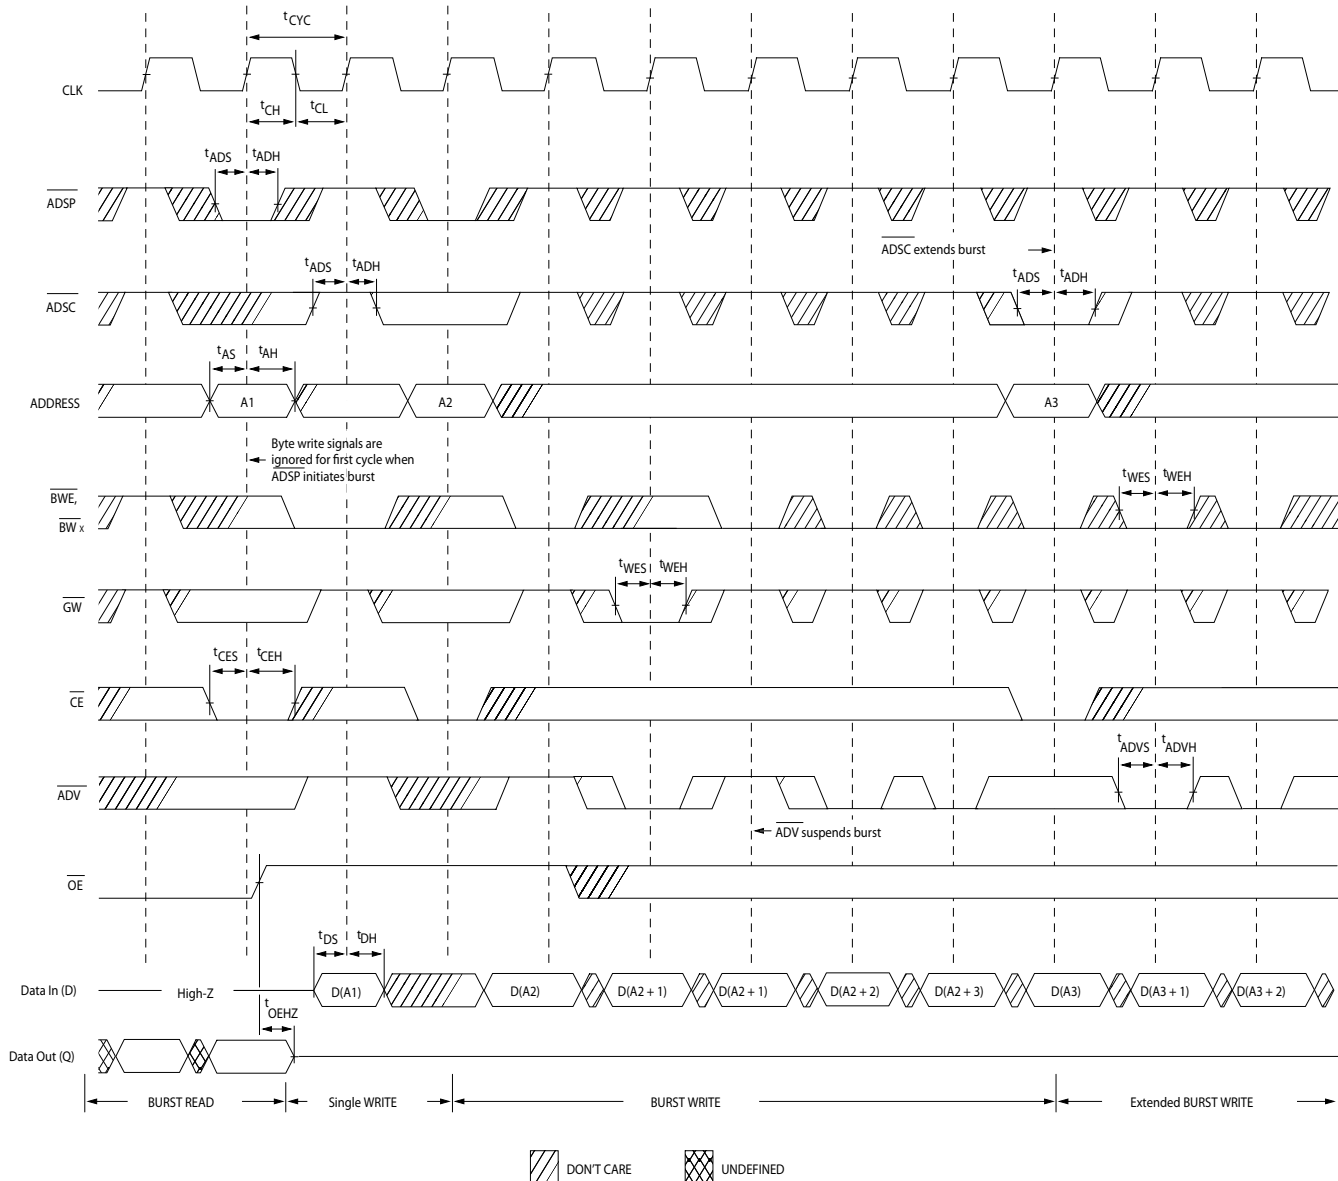 tCYC
CLK
tCH
tCL
tADS
tADH
ADSP
ADSC extends burst
tADS
tADH
tADS
tADH
ADSC
tAS
tAH
ADDRESS
A1
A2
A3
Byte write signals are
ignored for first cycle when
ADSP initiates burst
tWES
tWEH
BWE,
BW X
tWES
tWEH
GW
tCES
tCEH
CE
tADVS
tADVH
ADV
ADV suspends burst
OE
tDS
tDH
Data In (D)
High-Z
D(A1)
D(A2)
D(A2 + 1)
D(A2 + 1)
D(A2 + 2)
D(A2 + 3)
D(A3)
D(A3 + 1)
D(A3 + 2)
tOEHZ
Data Out (Q)
BURST READ
Single WRITE
BURST WRITE
Extended BURST WRITE
DON'T CARE
UNDEFINED